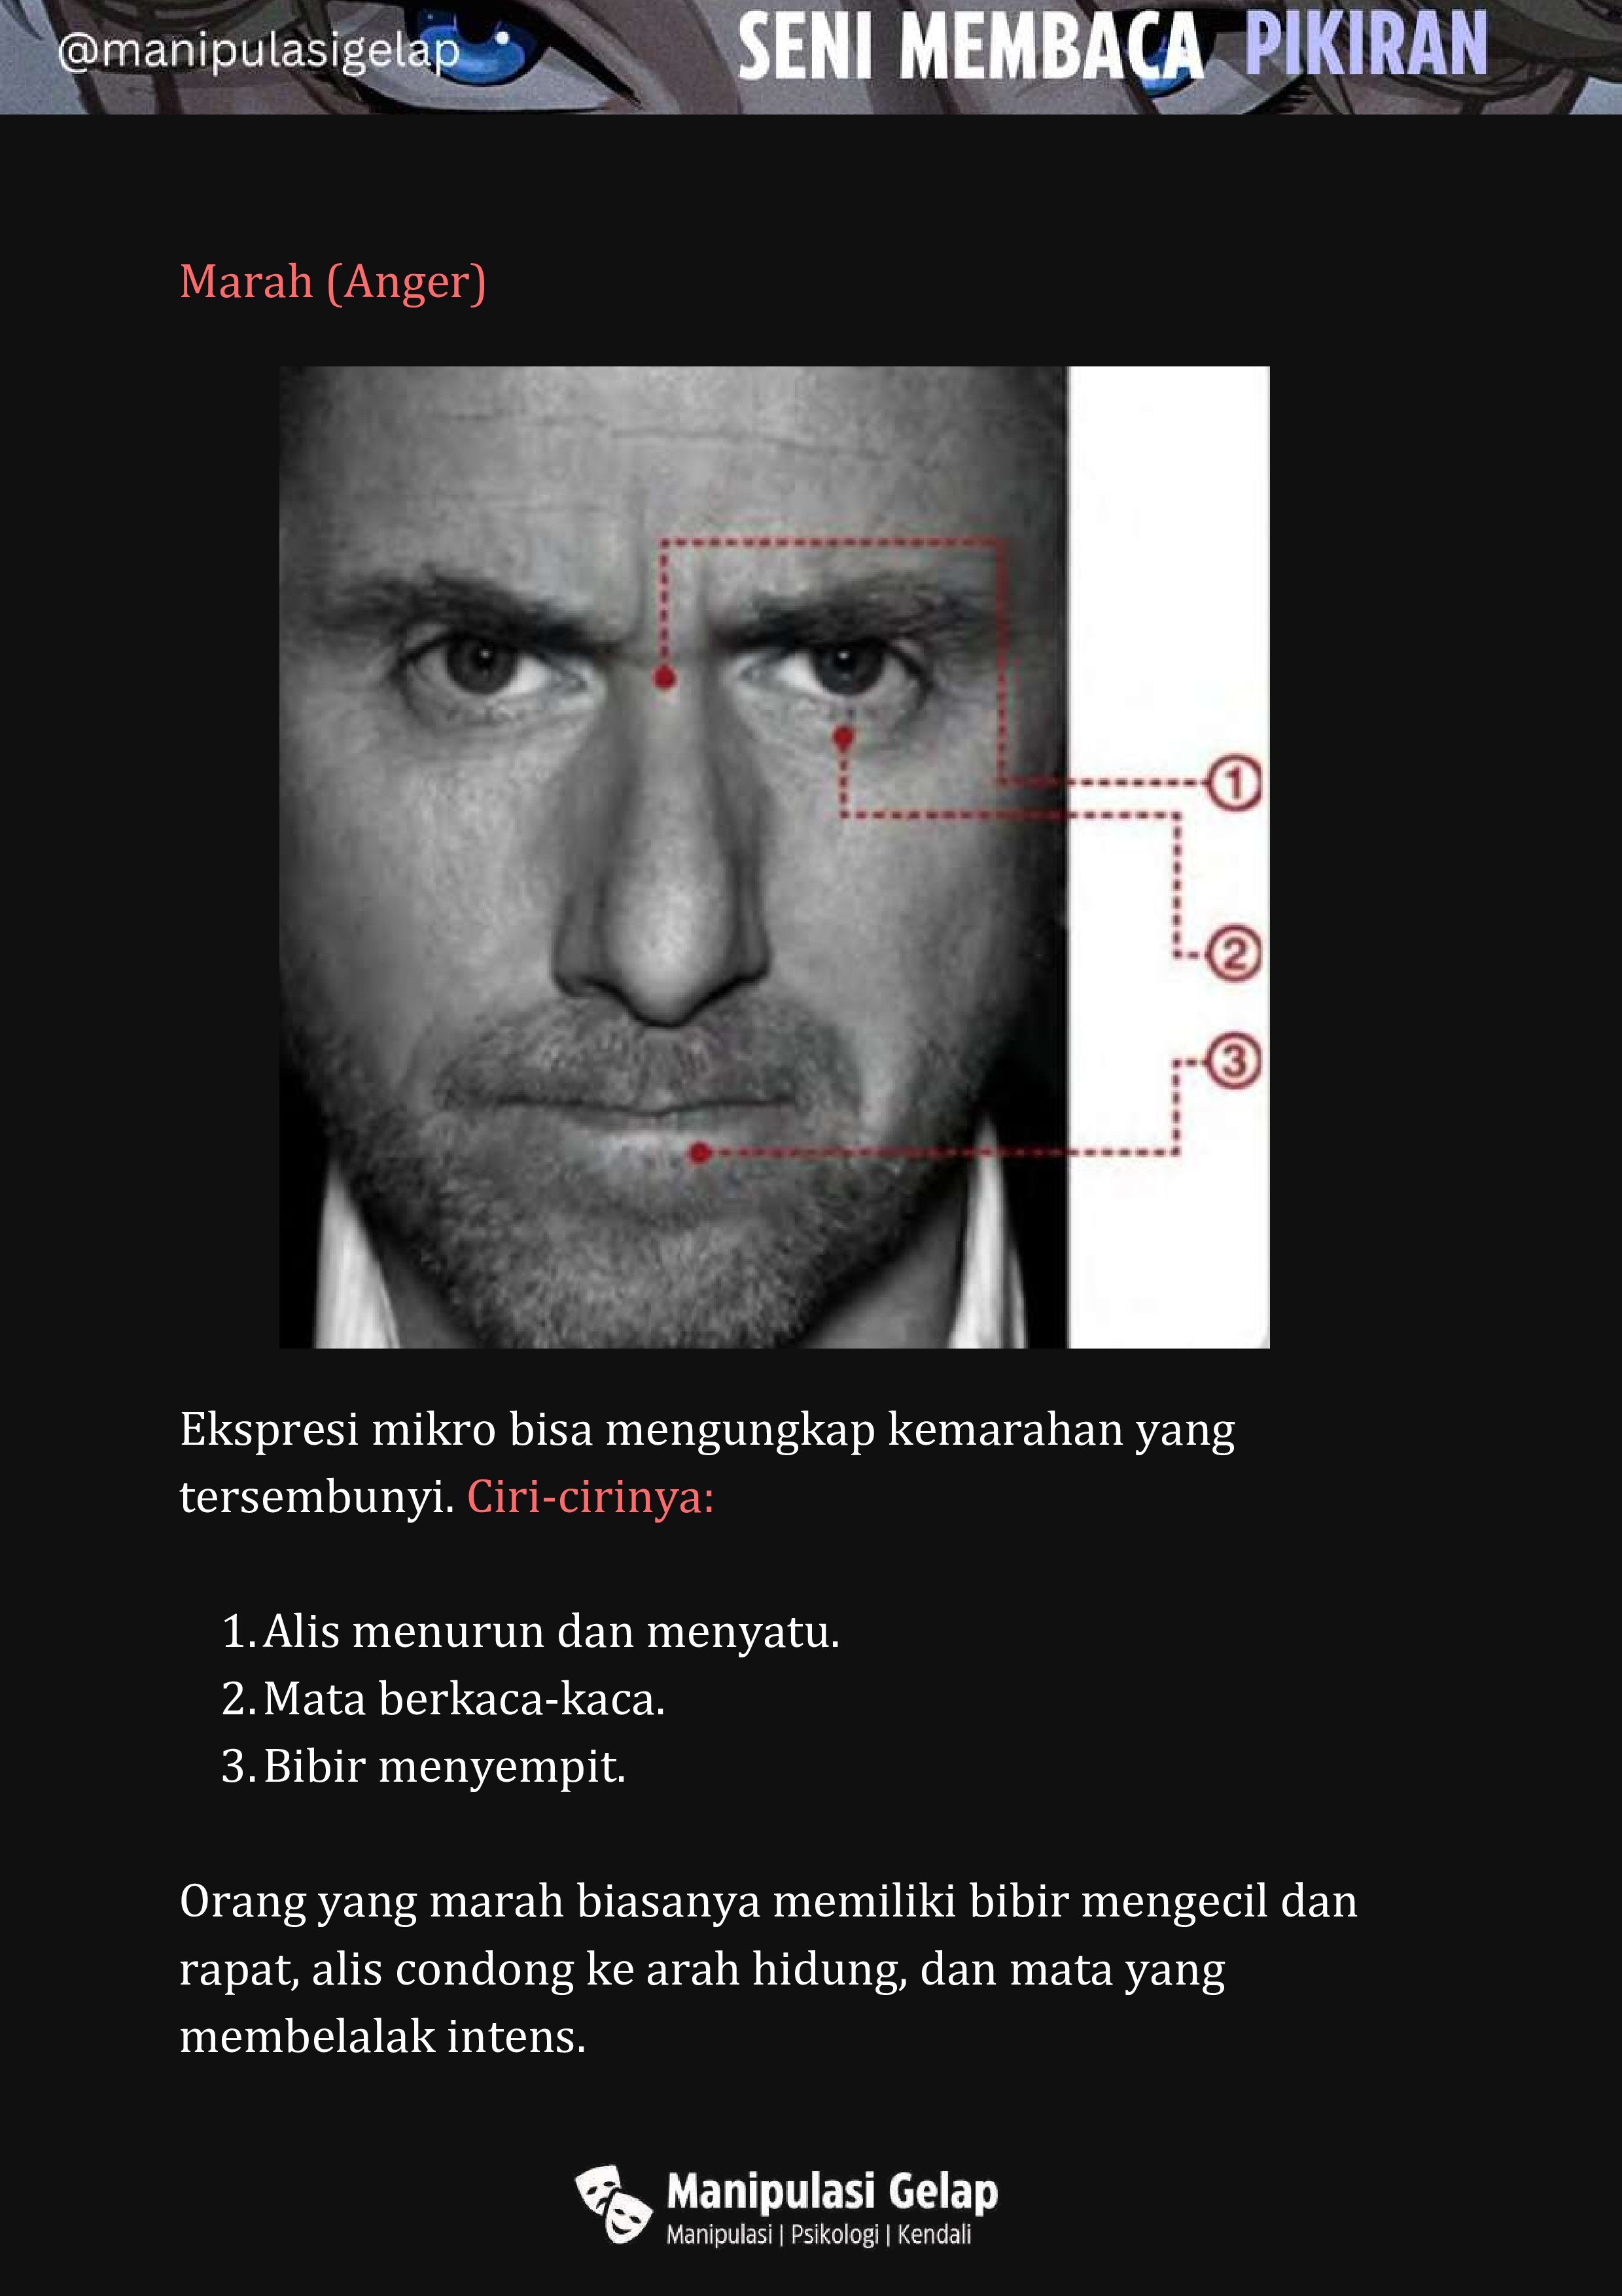 @manipulasigelap
SENI MEMBACA PIKIRAN
Marah (Anger)
1
2
3
Ekspresi mikro bisa mengungkap kemarahan yang
tersembunyi. Ciri-cirinya:
1. Alis menurun dan menyatu.
2. Mata berkaca-kaca.
3. Bibir menyempit.
Orang yang marah biasanya memiliki bibir mengecil dan
rapat, alis condong ke arah hidung, dan mata yang
membelalak intens.
Manipulasi Gelap
Manipulasi | Psikologi | Kendali